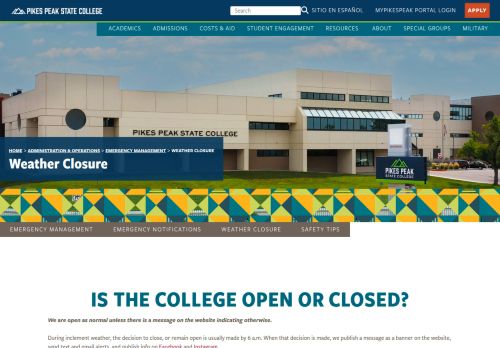 PIKES PEAK STATE COLLEGE
Search
SITIO EN ESPAÑOL
MYPIKESPEAK PORTAL LOGIN
APPLY
ACADEMICS ADMISSIONS COSTS & AID STUDENT ENGAGEMENT RESOURCES ABOUT SPECIAL GROUPS MILITARY
PIKES PEAK STATE COLLEGE
HOME > ADMINISTRATION & OPERATIONS > EMERGENCY MANAGEMENT > WEATHER CLOSURE
Weather Closure
PIKES PEAK
STATE COLLEGE
EMERGENCY MANAGEMENT EMERGENCY NOTIFICATIONS WEATHER CLOSURE SAFETY TIPS
IS THE COLLEGE OPEN OR CLOSED?
We are open as normal unless there is a message on the website indicating otherwise.
During inclement weather, the decision to close, or remain open is usually made by 6 a.m. When that decision is made, we publish a message as a banner on the website,
send text and email alerts, and publish info on Facebook and Instagram.